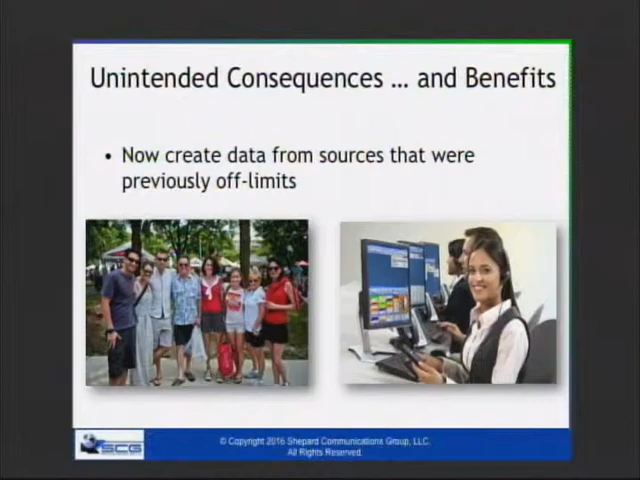 Unintended Consequences ... and Benefits
• Now create data from sources that were
previously off-limits
SCG
© Copyright 2016 Shepard Communications Group, LLC.
All Rights Reserved.